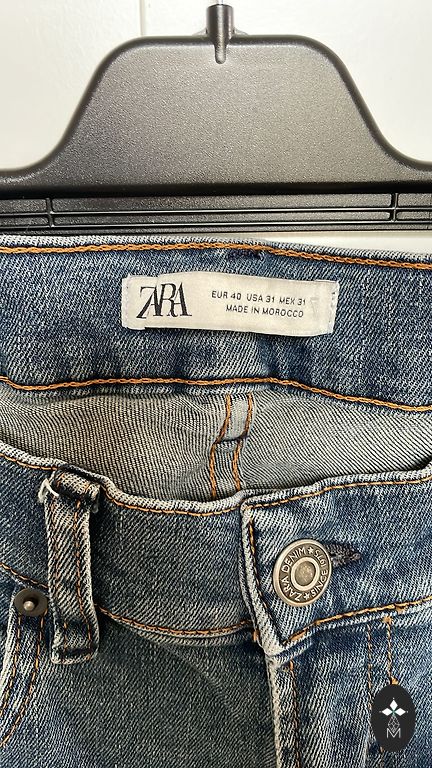 ZARA
EUR 40 USA 31 MEX 31
MADE IN MOROCCO
ZARA DENIM
M